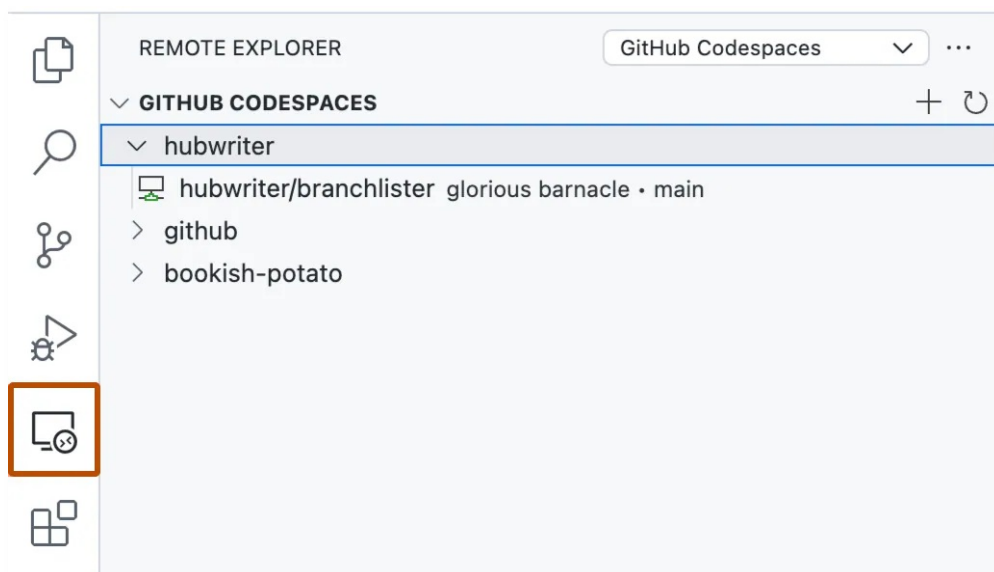 REMOTE EXPLORER GitHub Codespaces
GITHUB CODESPACES
hubwriter
hubwriter/branchlister glorious barnacle • main
github
bookish-potato